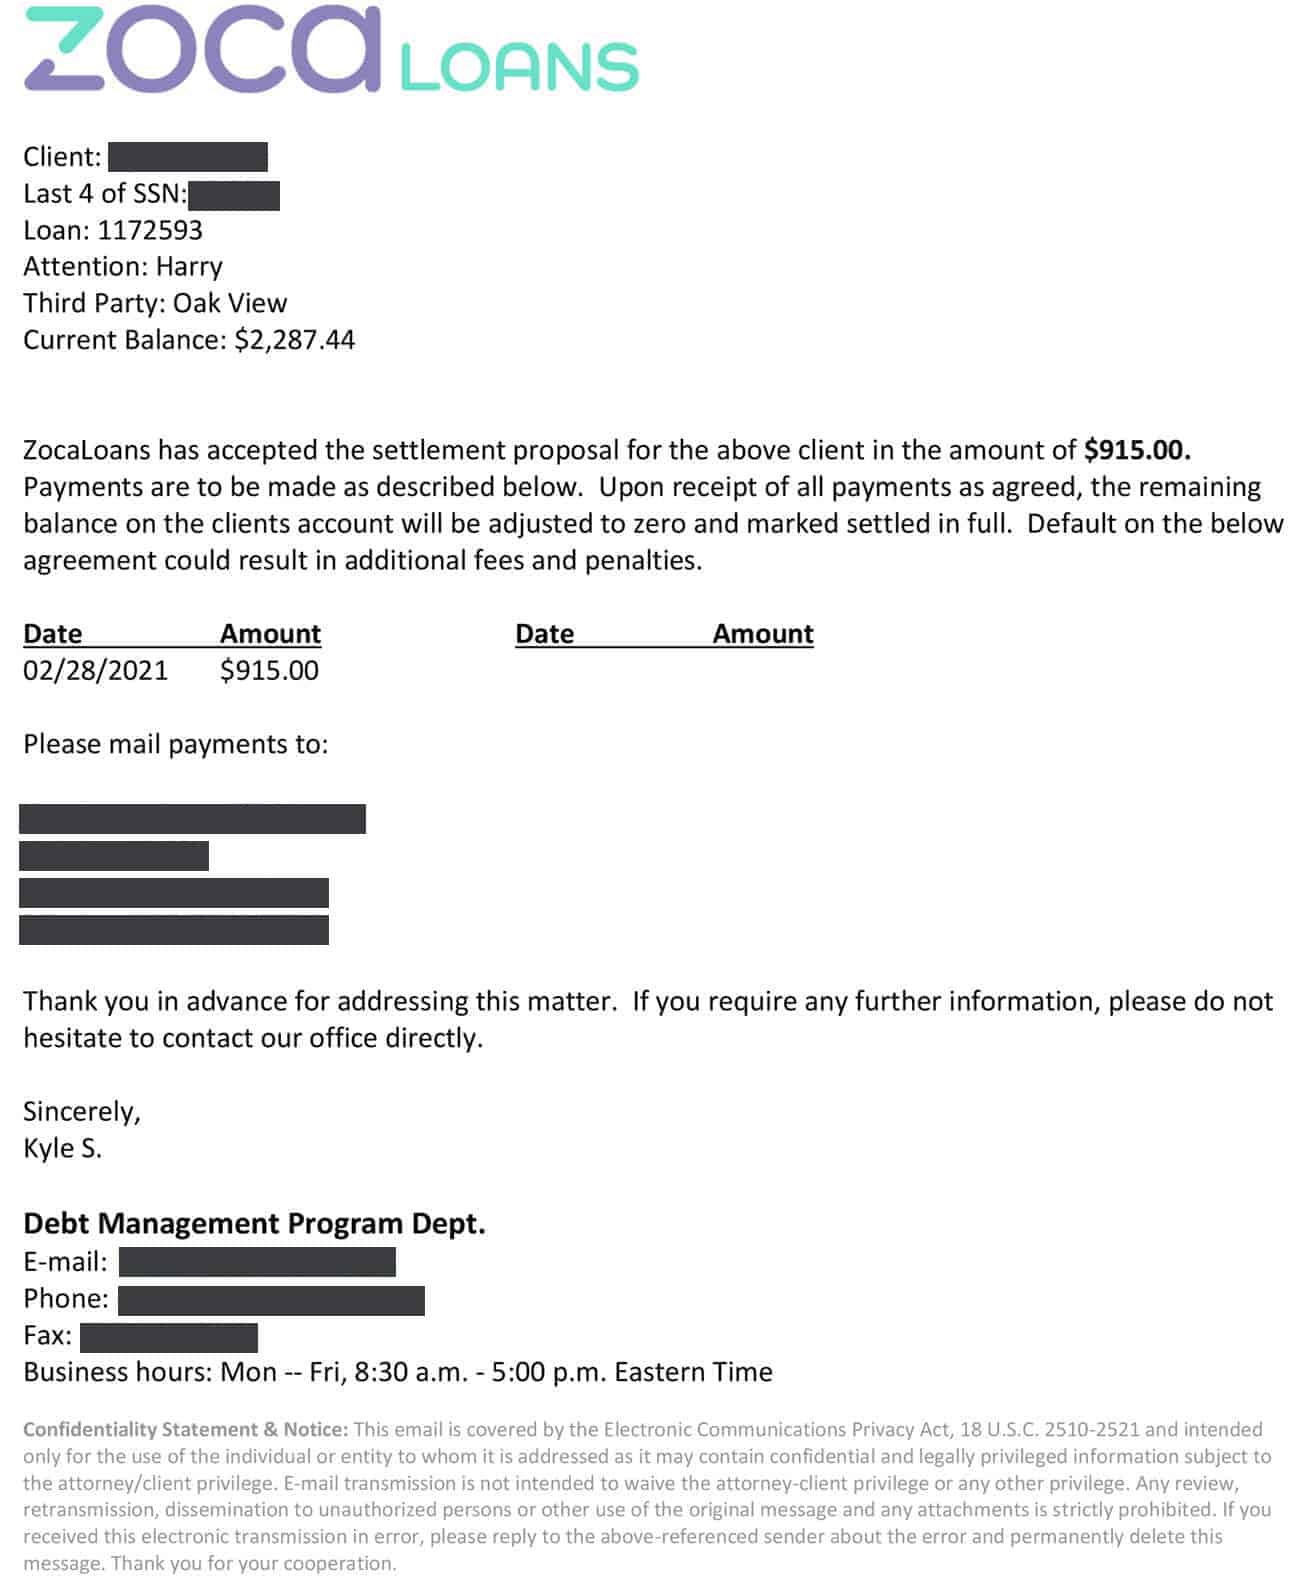 zoca LOANS
Client:
Last 4 of SSN:
Loan: 1172593
Attention: Harry
Third Party: Oak View
Current Balance: $2,287.44
ZocaLoans has accepted the settlement proposal for the above client in the amount of $915.00.
Payments are to be made as described below.  Upon receipt of all payments as agreed, the remaining
balance on the clients account will be adjusted to zero and marked settled in full.  Default on the below
agreement could result in additional fees and penalties.
Date Amount Date Amount
02/28/2021 $915.00
Please mail payments to:
Thank you in advance for addressing this matter.  If you require any further information, please do not
hesitate to contact our office directly.
Sincerely,
Kyle S.
Debt Management Program Dept.
E-mail:
Phone:
Fax:
Business hours: Mon -- Fri, 8:30 a.m. - 5:00 p.m. Eastern Time
Confidentiality Statement & Notice: This email is covered by the Electronic Communications Privacy Act, 18 U.S.C. 2510-2521 and intended
only for the use of the individual or entity to whom it is addressed as it may contain confidential and legally privileged information subject to
the attorney/client privilege. E-mail transmission is not intended to waive the attorney-client privilege or any other privilege. Any review,
retransmission, dissemination to unauthorized persons or other use of the original message and any attachments is strictly prohibited. If you
received this electronic transmission in error, please reply to the above-referenced sender about the error and permanently delete this
message. Thank you for your cooperation.